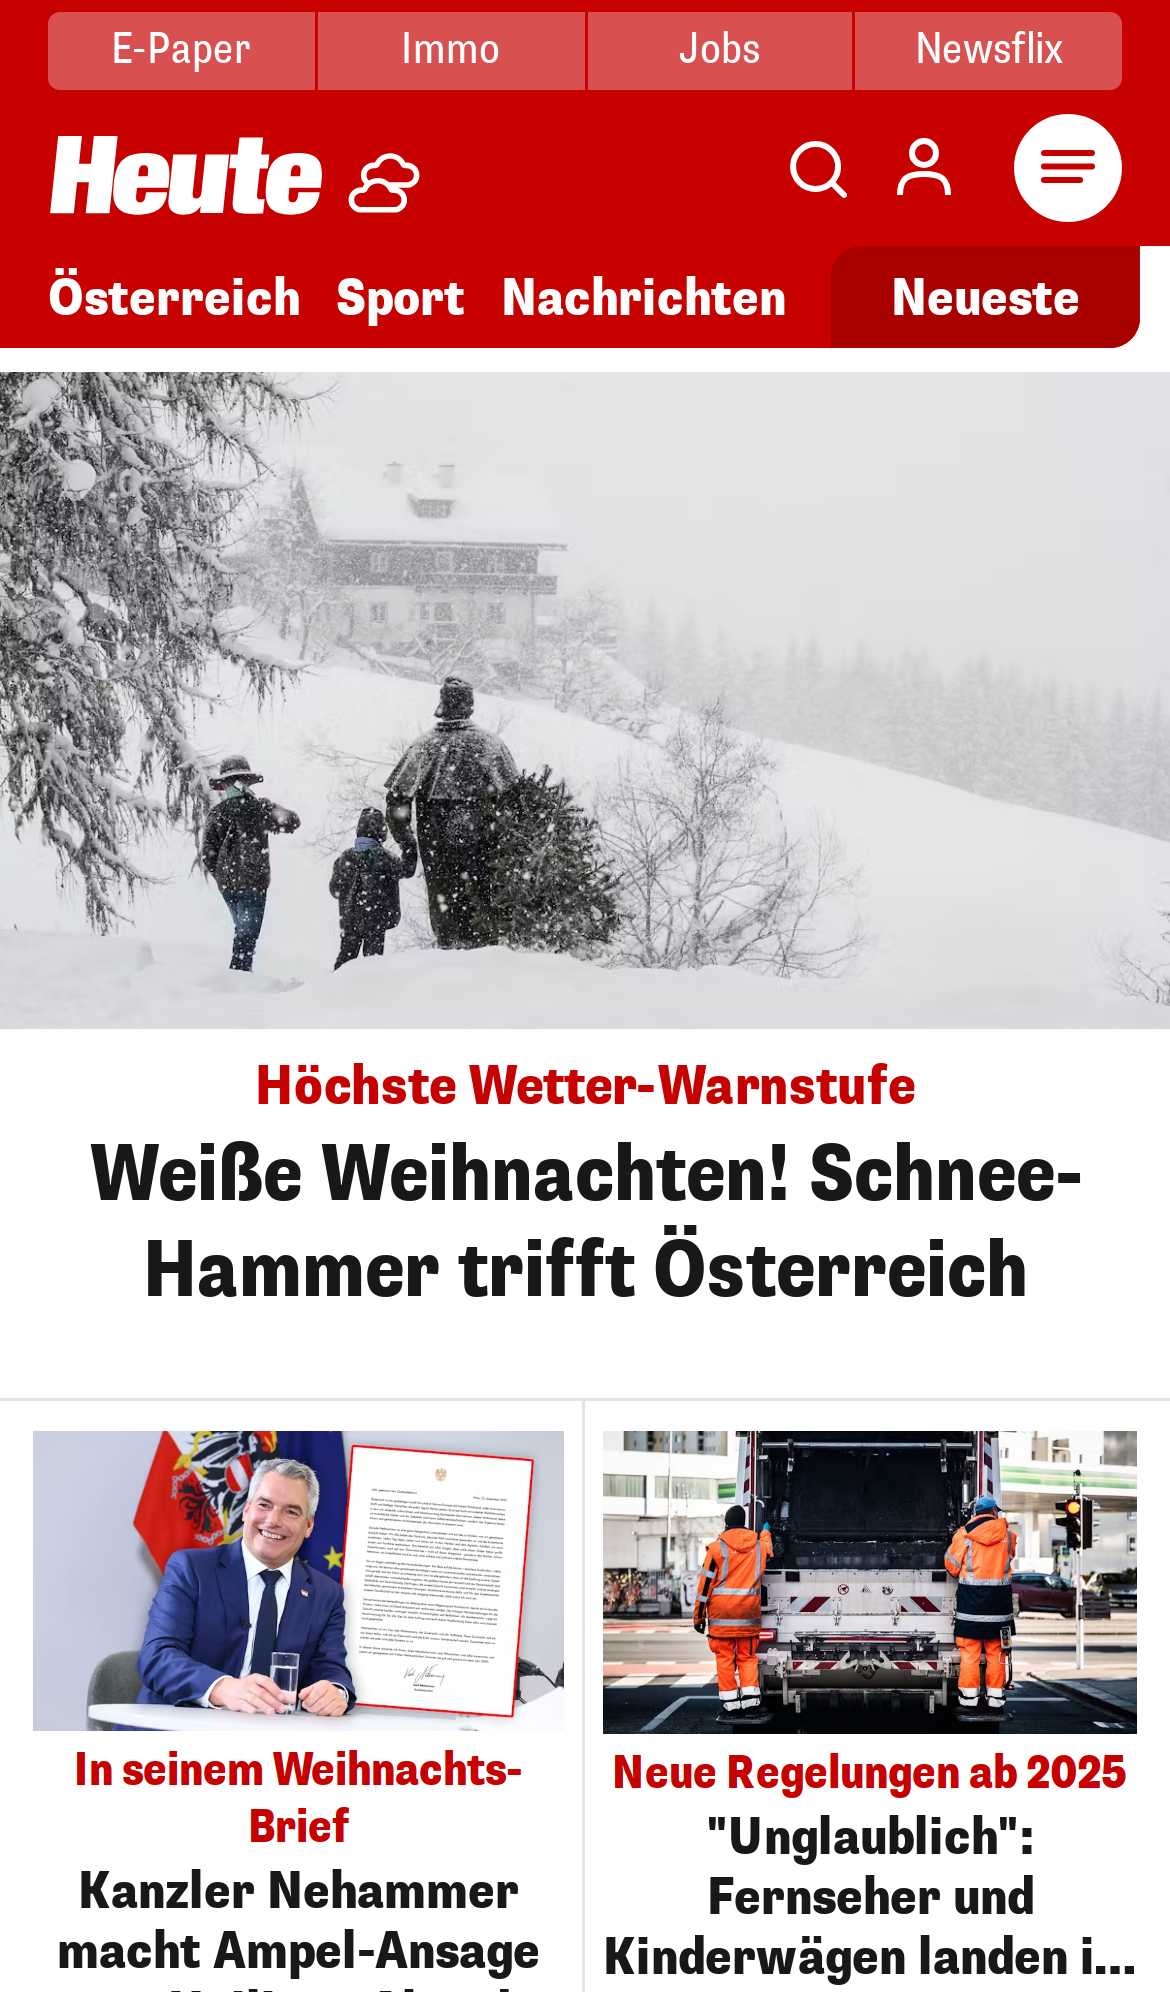 E-Paper
Immo
Jobs
Newsflix
Heute
Österreich
Sport
Nachrichten
Neueste
Höchste Wetter-Warnstufe
Weiße Weihnachten! Schnee-
Hammer trifft Österreich
In seinem Weihnachts-
Brief
Kanzler Nehammer
macht Ampel-Ansage
Neue Regelungen ab 2025
"Unglaublich":
Fernseher und
Kinderwägen landen i...